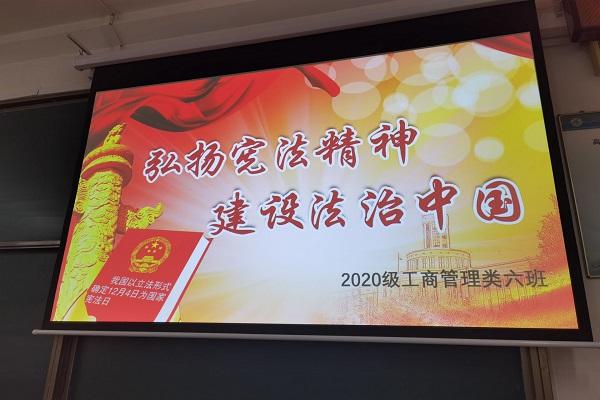 弘扬宪法精神
建设法治中国
2020级工商管理类六班
我国以立法形式
确定12月4日为国家
宪法日